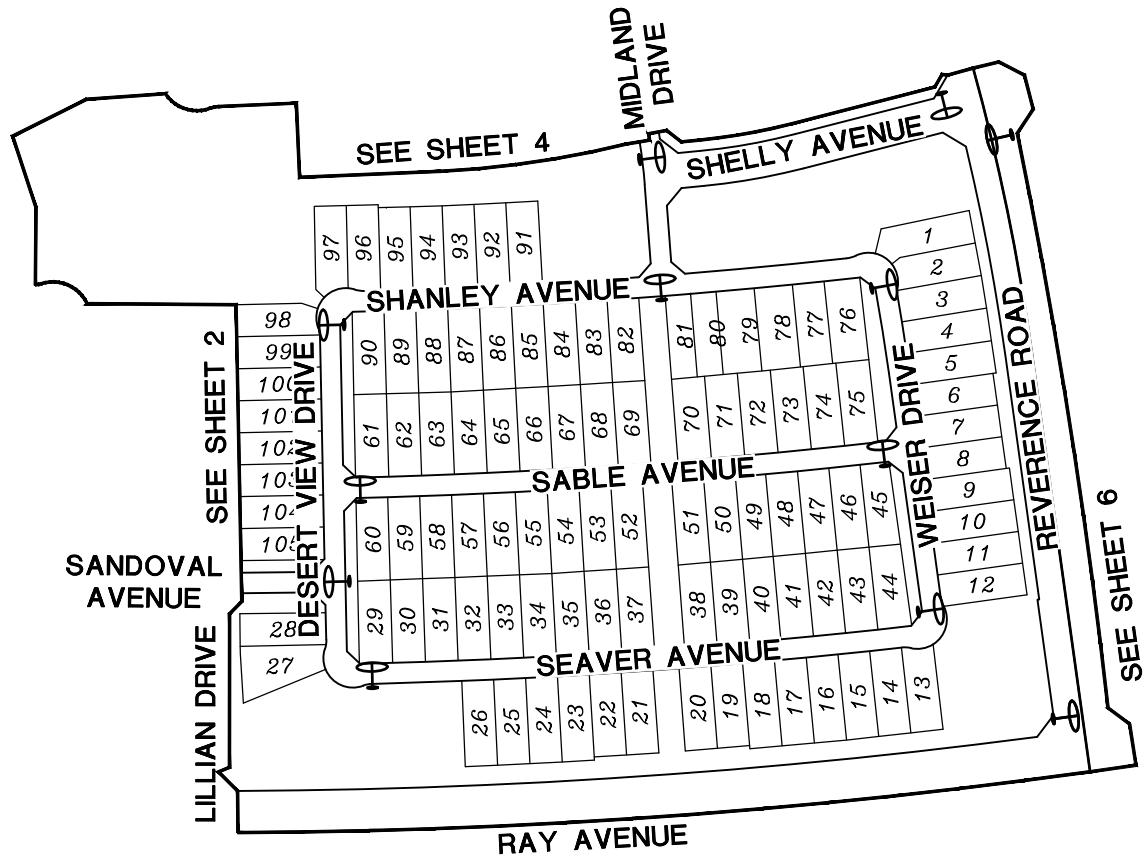 MIDLAND
DRIVE
SEE SHEET 4
SHELLY AVENUE
97 96 95 94 93 92 91
1
2
3
4
5
6
7
8
9
10
11
12
SHANLEY AVENUE
98
99
100
101
102
103
104
105
90 89 88 87 86 85 84 83 82
81 80 79 78 77 76
61 62 63 64 65 66 67 68 69
70 71 72 73 74 75
SEE SHEET 2
DESERT VIEW DRIVE
WEISER DRIVE
REVERENCE ROAD
SABLE AVENUE
60 59 58 57 56 55 54 53 52
51 50 49 48 47 46 45
29 30 31 32 33 34 35 36 37
38 39 40 41 42 43 44
SANDOVAL
AVENUE
28
27
SEE SHEET 6
SEAVER AVENUE
LILLIAN DRIVE
26 25 24 23 22 21
20 19 18 17 16 15 14 13
RAY AVENUE